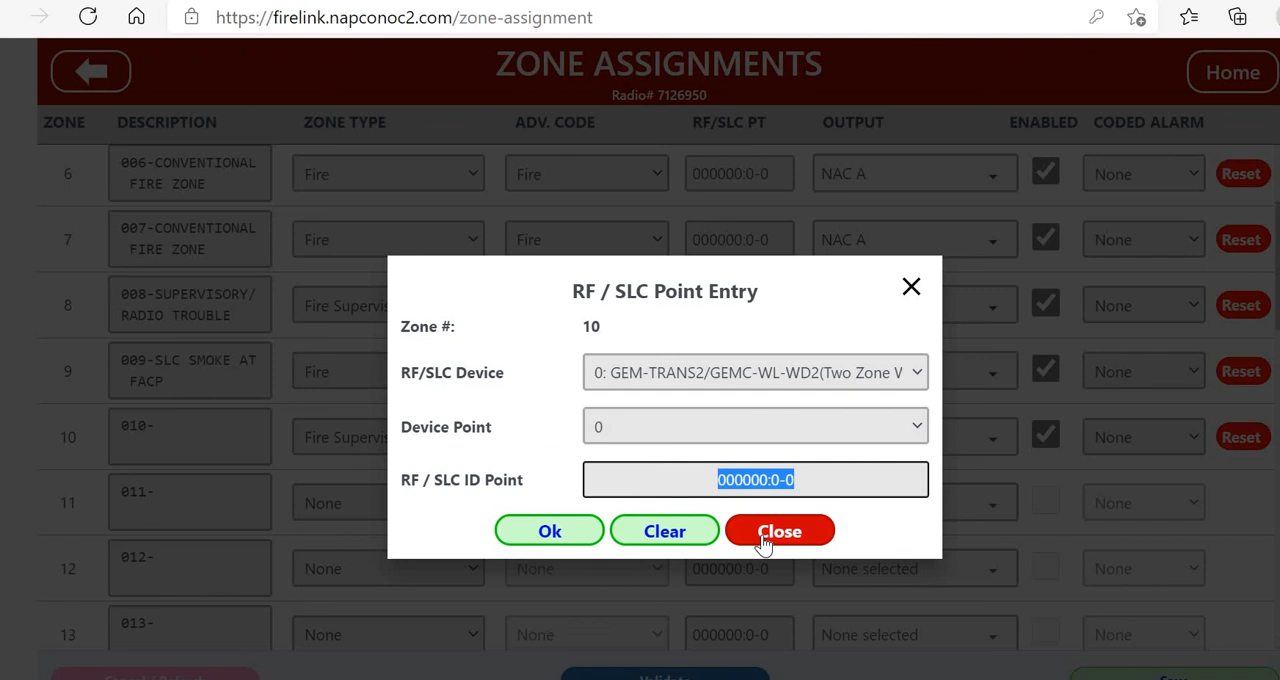 https://firelink.napconoc2.com/zone-assignment
ZONE ASSIGNMENTS
Home
Radio# 7126950
ZONE DESCRIPTION ZONE TYPE ADV. CODE RF/SLC PT OUTPUT ENABLED CODED ALARM
6 006-CONVENTIONAL FIRE ZONE Fire Fire 000000:0-0 NAC A None Reset
7 007-CONVENTIONAL FIRE ZONE Fire Fire 000000:0-0 NAC A None Reset
8 008-SUPERVISORY/ RADIO TROUBLE Fire Supervis None Reset
9 009-SLC SMOKE AT FACP Fire None Reset
10 010- Fire Supervis None Reset
11 011- None None
12 012- None None 000000:0-0 None selected None
13 013- None None 000000:0-0 None selected None
RF / SLC Point Entry
Zone #: 10
RF/SLC Device 0: GEM-TRANS2/GEMC-WL-WD2(Two Zone W
Device Point 0
RF / SLC ID Point 000000:0-0
Ok Clear Close